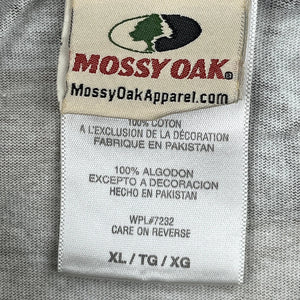 MOSSY OAK®
MossyOakApparel.com
100% COTON
A L'EXCLUSION DE LA DÉCORATION
FABRIQUE EN PAKISTAN
100% ALGODON
EXCEPTO A DECORACION
HECHO EN PAKISTAN
WPL#7232
CARE ON REVERSE
XL / TG / XG